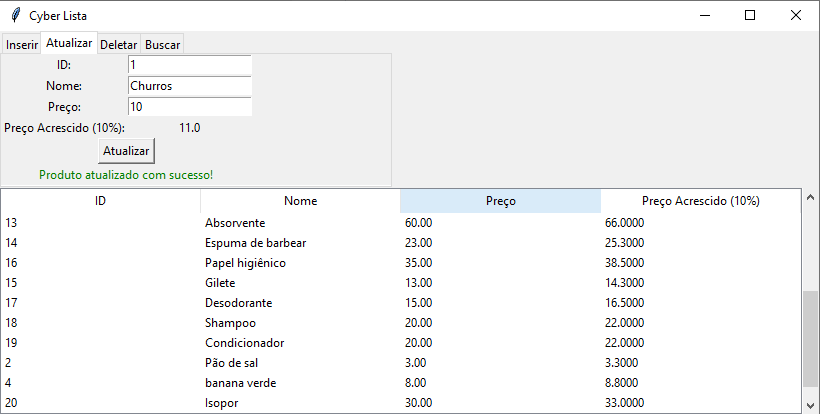 Cyber Lista
Inserir Atualizar Deletar Buscar
ID: 1
Nome: Churros
Preço: 10
Preço Acrescido (10%): 11.0
Atualizar
Produto atualizado com sucesso!
ID Nome Preço Preço Acrescido (10%)
13 Absorvente 60.00 66.0000
14 Espuma de barbear 23.00 25.3000
16 Papel higiênico 35.00 38.5000
15 Gilete 13.00 14.3000
17 Desodorante 15.00 16.5000
18 Shampoo 20.00 22.0000
19 Condicionador 20.00 22.0000
2 Pão de sal 3.00 3.3000
4 banana verde 8.00 8.8000
20 Isopor 30.00 33.0000